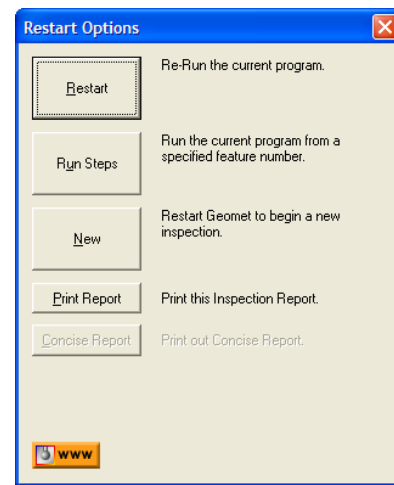 Restart Options
Restart
Re-Run the current program.
Run Steps
Run the current program from a
specified feature number.
New
Restart Geomet to begin a new
inspection.
Print Report
Print this Inspection Report.
Concise Report
Print out Concise Report.
www